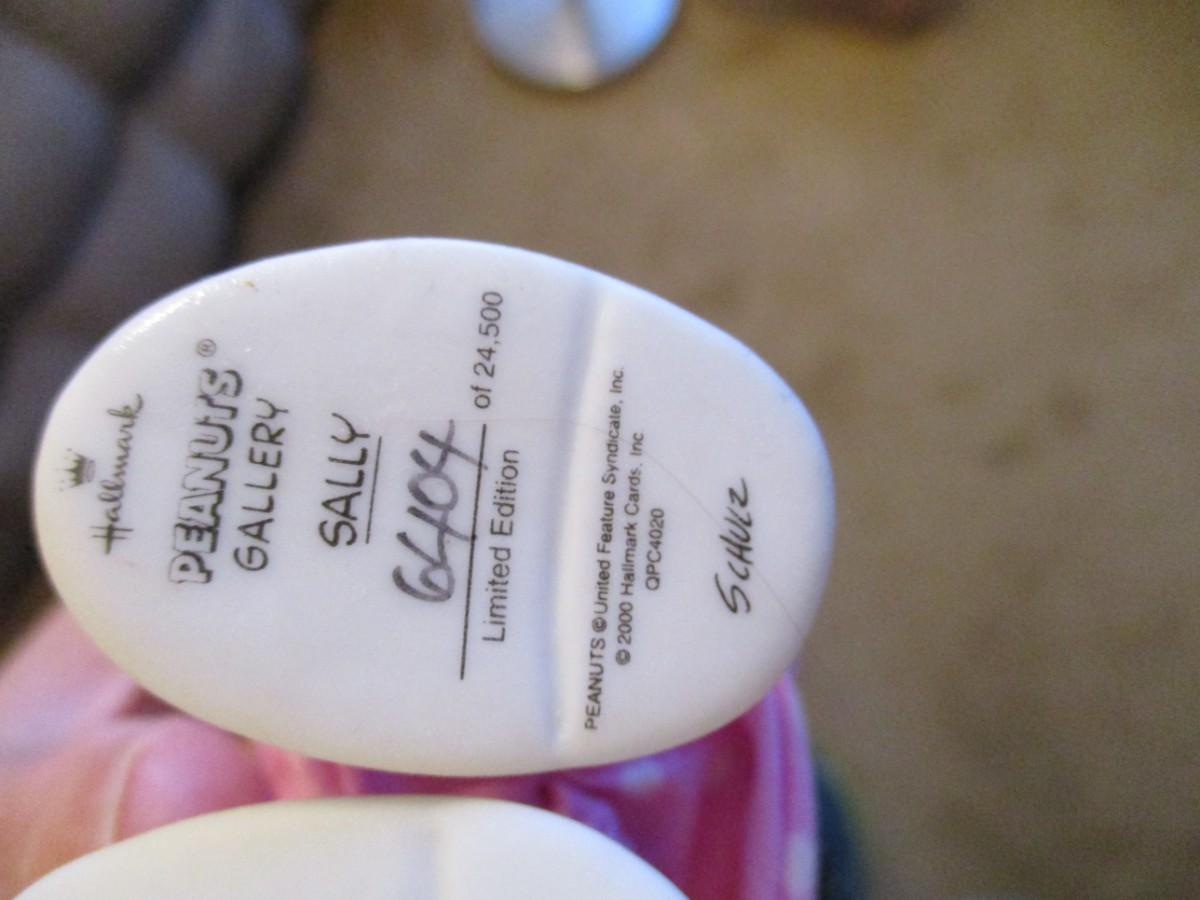 Hallmark
PEANUTS®
GALLERY
SALLY
6404 of 24,500
Limited Edition
PEANUTS © United Feature Syndicate, Inc.
© 2000 Hallmark Cards, Inc.
QPC4020
SCHULZ